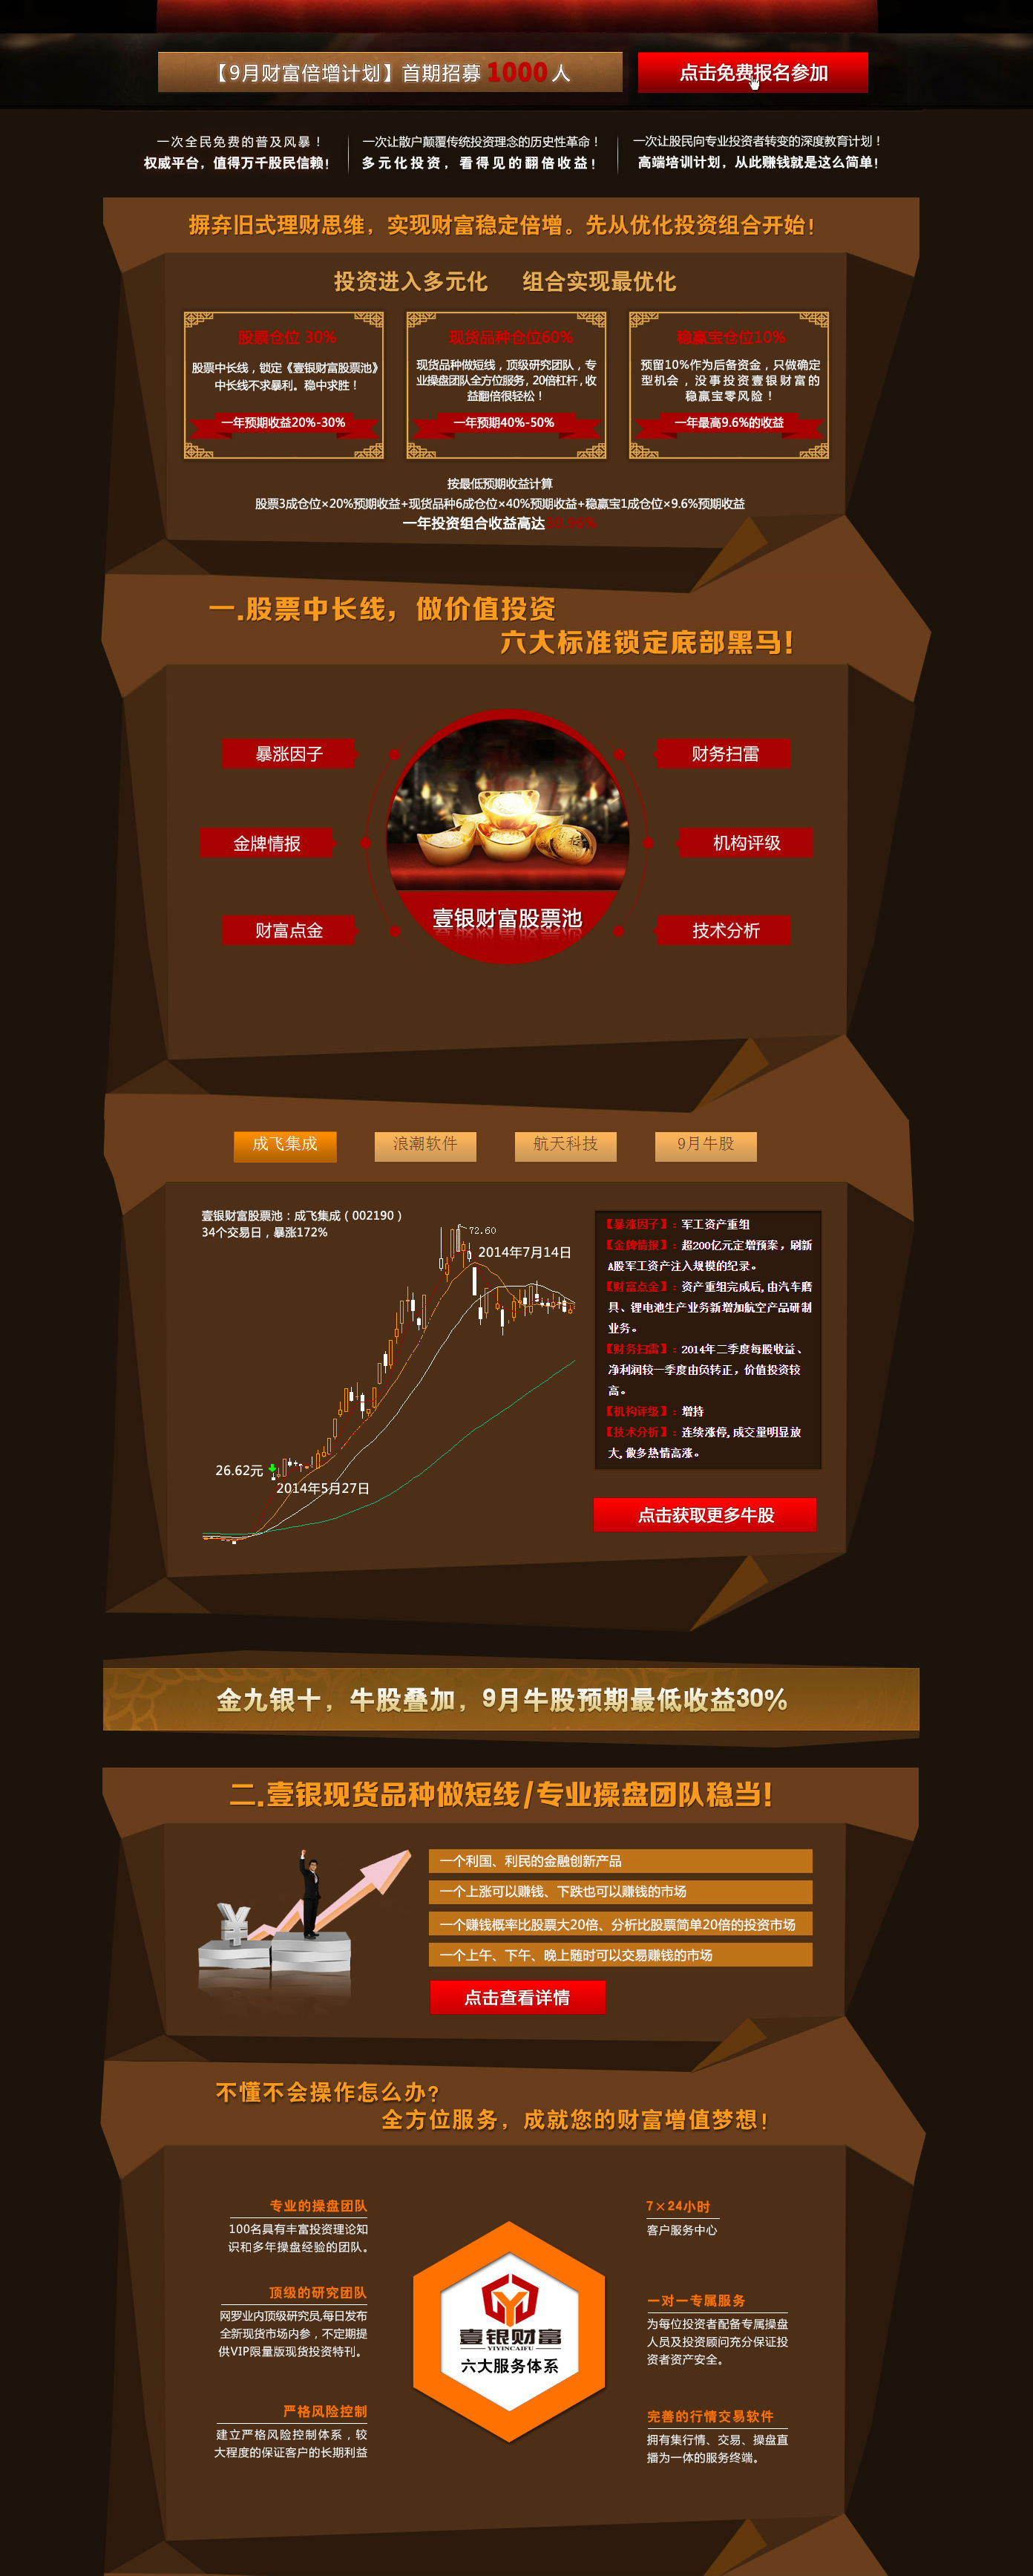 【9月财富倍增计划】首期招募 1000 人
点击免费报名参加
一次全民免费的普及风暴！
权威平台，值得万千股民信赖！
一次让散户颠覆传统投资理念的历史性革命！
多元化投资，看得见的翻倍收益！
一次让股民向专业投资者转变的深度教育计划！
高端培训计划，从此赚钱就是这么简单！
摒弃旧式理财思维，实现财富稳定倍增。先从优化投资组合开始！
投资进入多元化 组合实现最优化
股票仓位 30%
股票中长线，锁定《壹银财富股票池》
中长线不求暴利。稳中求胜！
一年预期收益20%-30%
现货品种仓位60%
现货品种做短线，顶级研究团队，专
业操盘团队全方位服务，20倍杠杆，收
益翻倍很轻松！
一年预期40%-50%
稳赢宝仓位10%
预留10%作为后备资金，只做确定
型机会，没事投资壹银财富的
稳赢宝零风险！
一年最高9.6%的收益
按最低预期收益计算
股票3成仓位×20%预期收益+现货品种6成仓位×40%预期收益+稳赢宝1成仓位×9.6%预期收益
一年投资组合收益高达30.96%
一.股票中长线，做价值投资
六大标准锁定底部黑马！
暴涨因子
金牌情报
财富点金
财务扫雷
机构评级
技术分析
壹银财富股票池
成飞集成
浪潮软件
航天科技
9月牛股
壹银财富股票池：成飞集成（002190）
34个交易日，暴涨172%
72.60
2014年7月14日
26.62元
2014年5月27日
【暴涨因子】：军工资产重组
【金牌情报】：超200亿元定增预案，刷新
A股军工资产注入规模的纪录。
【财富点金】：资产重组完成后,由汽车磨
具、锂电池生产业务新增加航空产品研制
业务。
【财务扫雷】：2014年二季度每股收益、
净利润较一季度由负转正，价值投资较
高。
【机构评级】：增持
【技术分析】：连续涨停,成交量明显放
大,做多热情高涨。
点击获取更多牛股
金九银十，牛股叠加，9月牛股预期最低收益30%
二.壹银现货品种做短线/专业操盘团队稳当！
一个利国、利民的金融创新产品
一个上涨可以赚钱、下跌也可以赚钱的市场
一个赚钱概率比股票大20倍、分析比股票简单20倍的投资市场
一个上午、下午、晚上随时可以交易赚钱的市场
点击查看详情
不懂不会操作怎么办？
全方位服务，成就您的财富增值梦想！
专业的操盘团队
100名具有丰富投资理论知
识和多年操盘经验的团队。
顶级的研究团队
网罗业内顶级研究员,每日发布
全新现货市场内参，不定期提
供VIP限量版现货投资特刊。
严格风险控制
建立严格风险控制体系，较
大程度的保证客户的长期利益
壹银财富
YIYINCAIFU
六大服务体系
7×24小时
客户服务中心
一对一专属服务
为每位投资者配备专属操盘
人员及投资顾问充分保证投
资者资产安全。
完善的行情交易软件
拥有集行情、交易、操盘直
播为一体的服务终端。